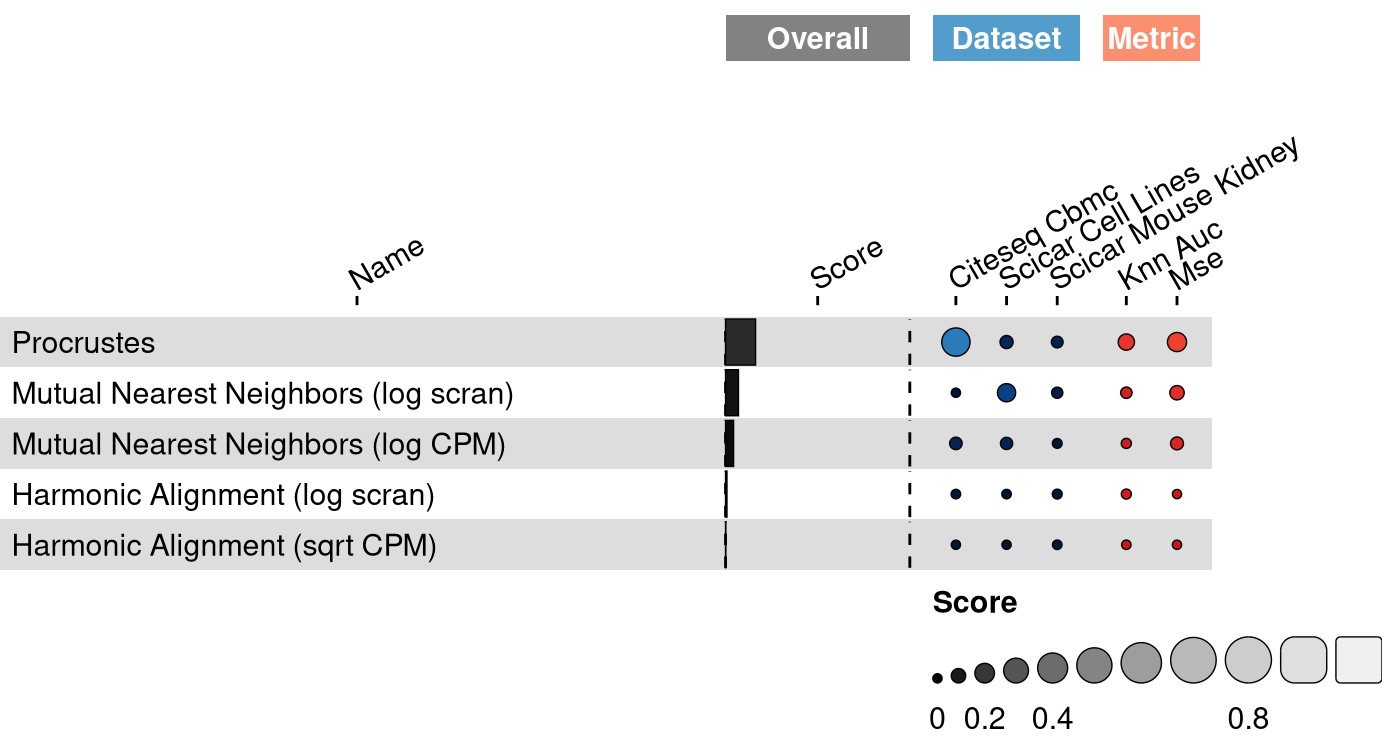 Overall Dataset Metric
Name Score Citeseq Cbmc Scicar Cell Lines Scicar Mouse Kidney Knn Auc Mse
Procrustes
Mutual Nearest Neighbors (log scran)
Mutual Nearest Neighbors (log CPM)
Harmonic Alignment (log scran)
Harmonic Alignment (sqrt CPM)
Score
0 0.2 0.4 0.8